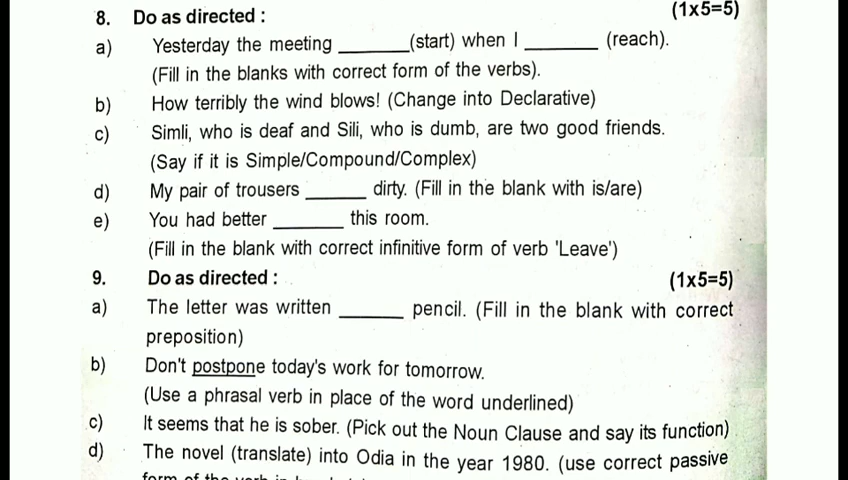 8. Do as directed : (1x5=5)
a) Yesterday the meeting _______(start) when I _______ (reach).
(Fill in the blanks with correct form of the verbs).
b) How terribly the wind blows! (Change into Declarative)
c) Simli, who is deaf and Sili, who is dumb, are two good friends.
(Say if it is Simple/Compound/Complex)
d) My pair of trousers ______ dirty. (Fill in the blank with is/are)
e) You had better _______ this room.
(Fill in the blank with correct infinitive form of verb 'Leave')
9. Do as directed : (1x5=5)
a) The letter was written ______ pencil. (Fill in the blank with correct
preposition)
b) Don't postpone today's work for tomorrow.
(Use a phrasal verb in place of the word underlined)
c) It seems that he is sober. (Pick out the Noun Clause and say its function)
d) The novel (translate) into Odia in the year 1980. (use correct passive
form of the verb in